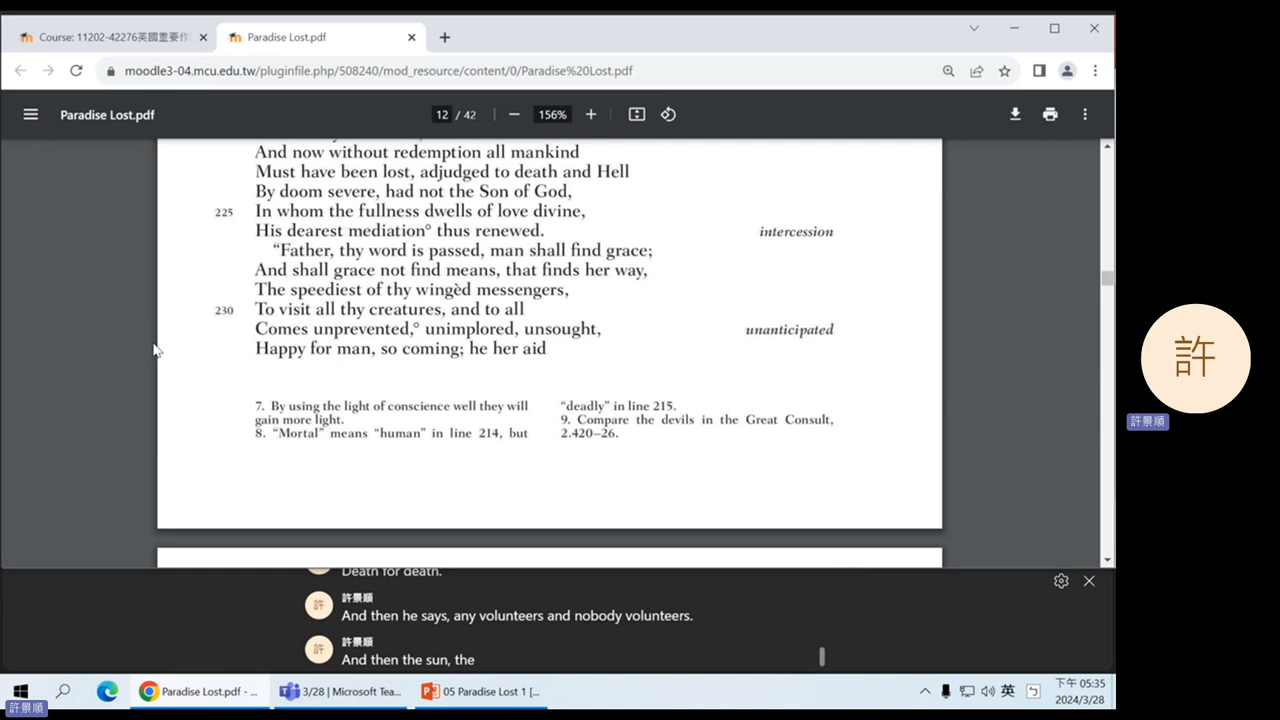 Course: 11202-42276英國重要作
Paradise Lost.pdf
moodle3-04.mcu.edu.tw/pluginfile.php/508240/mod_resource/content/0/Paradise%20Lost.pdf
Paradise Lost.pdf
12 / 42
156%
And now without redemption all mankind
Must have been lost, adjudged to death and Hell
By doom severe, had not the Son of God,
225 In whom the fullness dwells of love divine,
His dearest mediation° thus renewed. intercession
“Father, thy word is passed, man shall find grace;
And shall grace not find means, that finds her way,
The speediest of thy wingèd messengers,
230 To visit all thy creatures, and to all
Comes unprevented,° unimplored, unsought, unanticipated
Happy for man, so coming; he her aid
7. By using the light of conscience well they will
gain more light.
8. “Mortal” means “human” in line 214, but
“deadly” in line 215.
9. Compare the devils in the Great Consult,
2.420–26.
許
許景順
Death for death.
許
許景順
And then he says, any volunteers and nobody volunteers.
許
許景順
And then the sun, the
Paradise Lost.pdf - ...
3/28 | Microsoft Tea...
05 Paradise Lost 1 [...
英
下午 05:35
2024/3/28
許景順